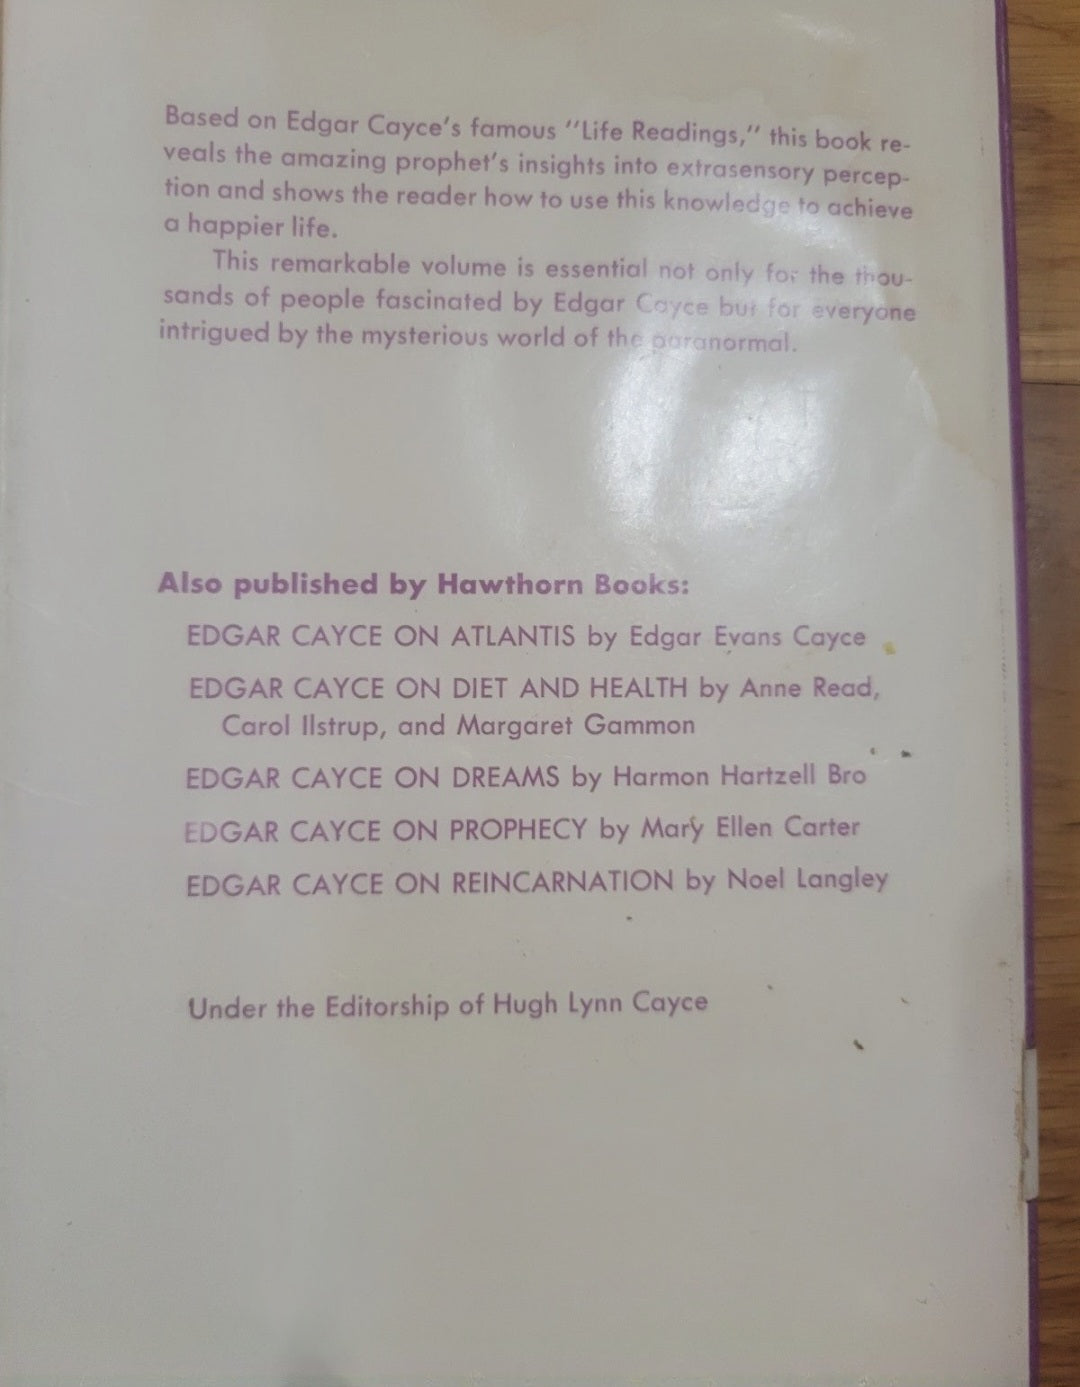 Based on Edgar Cayce's famous "Life Readings," this book re-
veals the amazing prophet's insights into extrasensory percep-
tion and shows the reader how to use this knowledge to achieve
a happier life.
This remarkable volume is essential not only for the thou-
sands of people fascinated by Edgar Cayce but for everyone
intrigued by the mysterious world of the paranormal.
Also published by Hawthorn Books:
EDGAR CAYCE ON ATLANTIS by Edgar Evans Cayce
EDGAR CAYCE ON DIET AND HEALTH by Anne Read,
Carol Ilstrup, and Margaret Gammon
EDGAR CAYCE ON DREAMS by Harmon Hartzell Bro
EDGAR CAYCE ON PROPHECY by Mary Ellen Carter
EDGAR CAYCE ON REINCARNATION by Noel Langley
Under the Editorship of Hugh Lynn Cayce